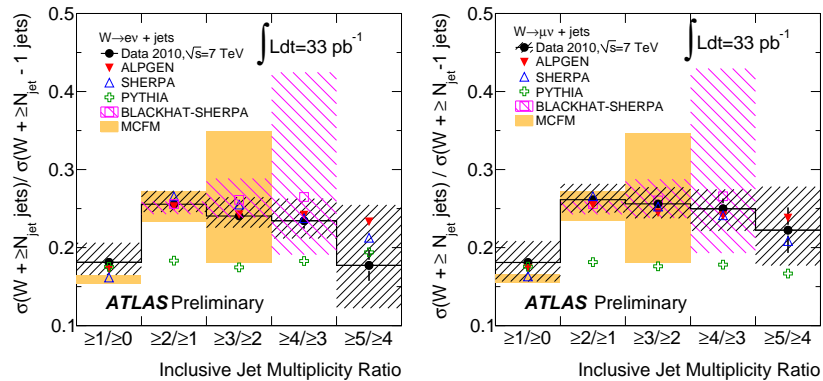 W→eν + jets
∫Ldt=33 pb⁻¹
Data 2010, √s=7 TeV
ALPGEN
SHERPA
PYTHIA
BLACKHAT-SHERPA
MCFM
σ(W + ≥N_jet jets)/ σ(W + ≥N_jet - 1 jets)
0.5
0.4
0.3
0.2
0.1
ATLAS Preliminary
≥1/≥0 ≥2/≥1 ≥3/≥2 ≥4/≥3 ≥5/≥4
Inclusive Jet Multiplicity Ratio
W→μν + jets
∫Ldt=33 pb⁻¹
Data 2010, √s=7 TeV
ALPGEN
SHERPA
PYTHIA
BLACKHAT-SHERPA
MCFM
σ(W + ≥N_jet jets) / σ(W + ≥N_jet - 1 jets)
0.5
0.4
0.3
0.2
0.1
ATLAS Preliminary
≥1/≥0 ≥2/≥1 ≥3/≥2 ≥4/≥3 ≥5/≥4
Inclusive Jet Multiplicity Ratio